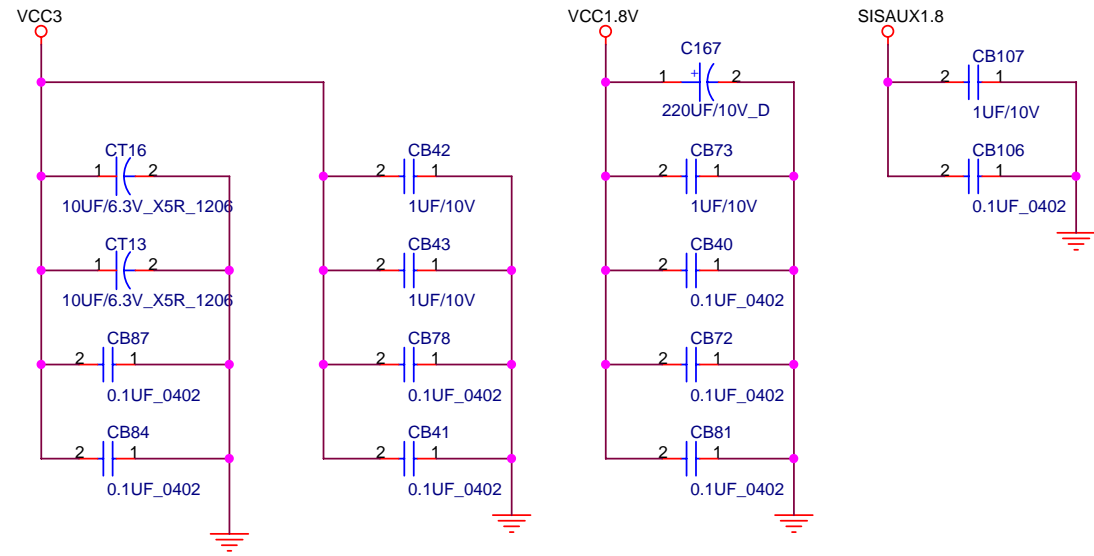 VCC3
CT16
1 2
10UF/6.3V_X5R_1206
CT13
1 2
10UF/6.3V_X5R_1206
CB87
2 1
0.1UF_0402
CB84
2 1
0.1UF_0402
CB42
2 1
1UF/10V
CB43
2 1
1UF/10V
CB78
2 1
0.1UF_0402
CB41
2 1
0.1UF_0402
VCC1.8V
C167
1 + 2
220UF/10V_D
CB73
2 1
1UF/10V
CB40
2 1
0.1UF_0402
CB72
2 1
0.1UF_0402
CB81
2 1
0.1UF_0402
SISAUX1.8
CB107
2 1
1UF/10V
CB106
2 1
0.1UF_0402